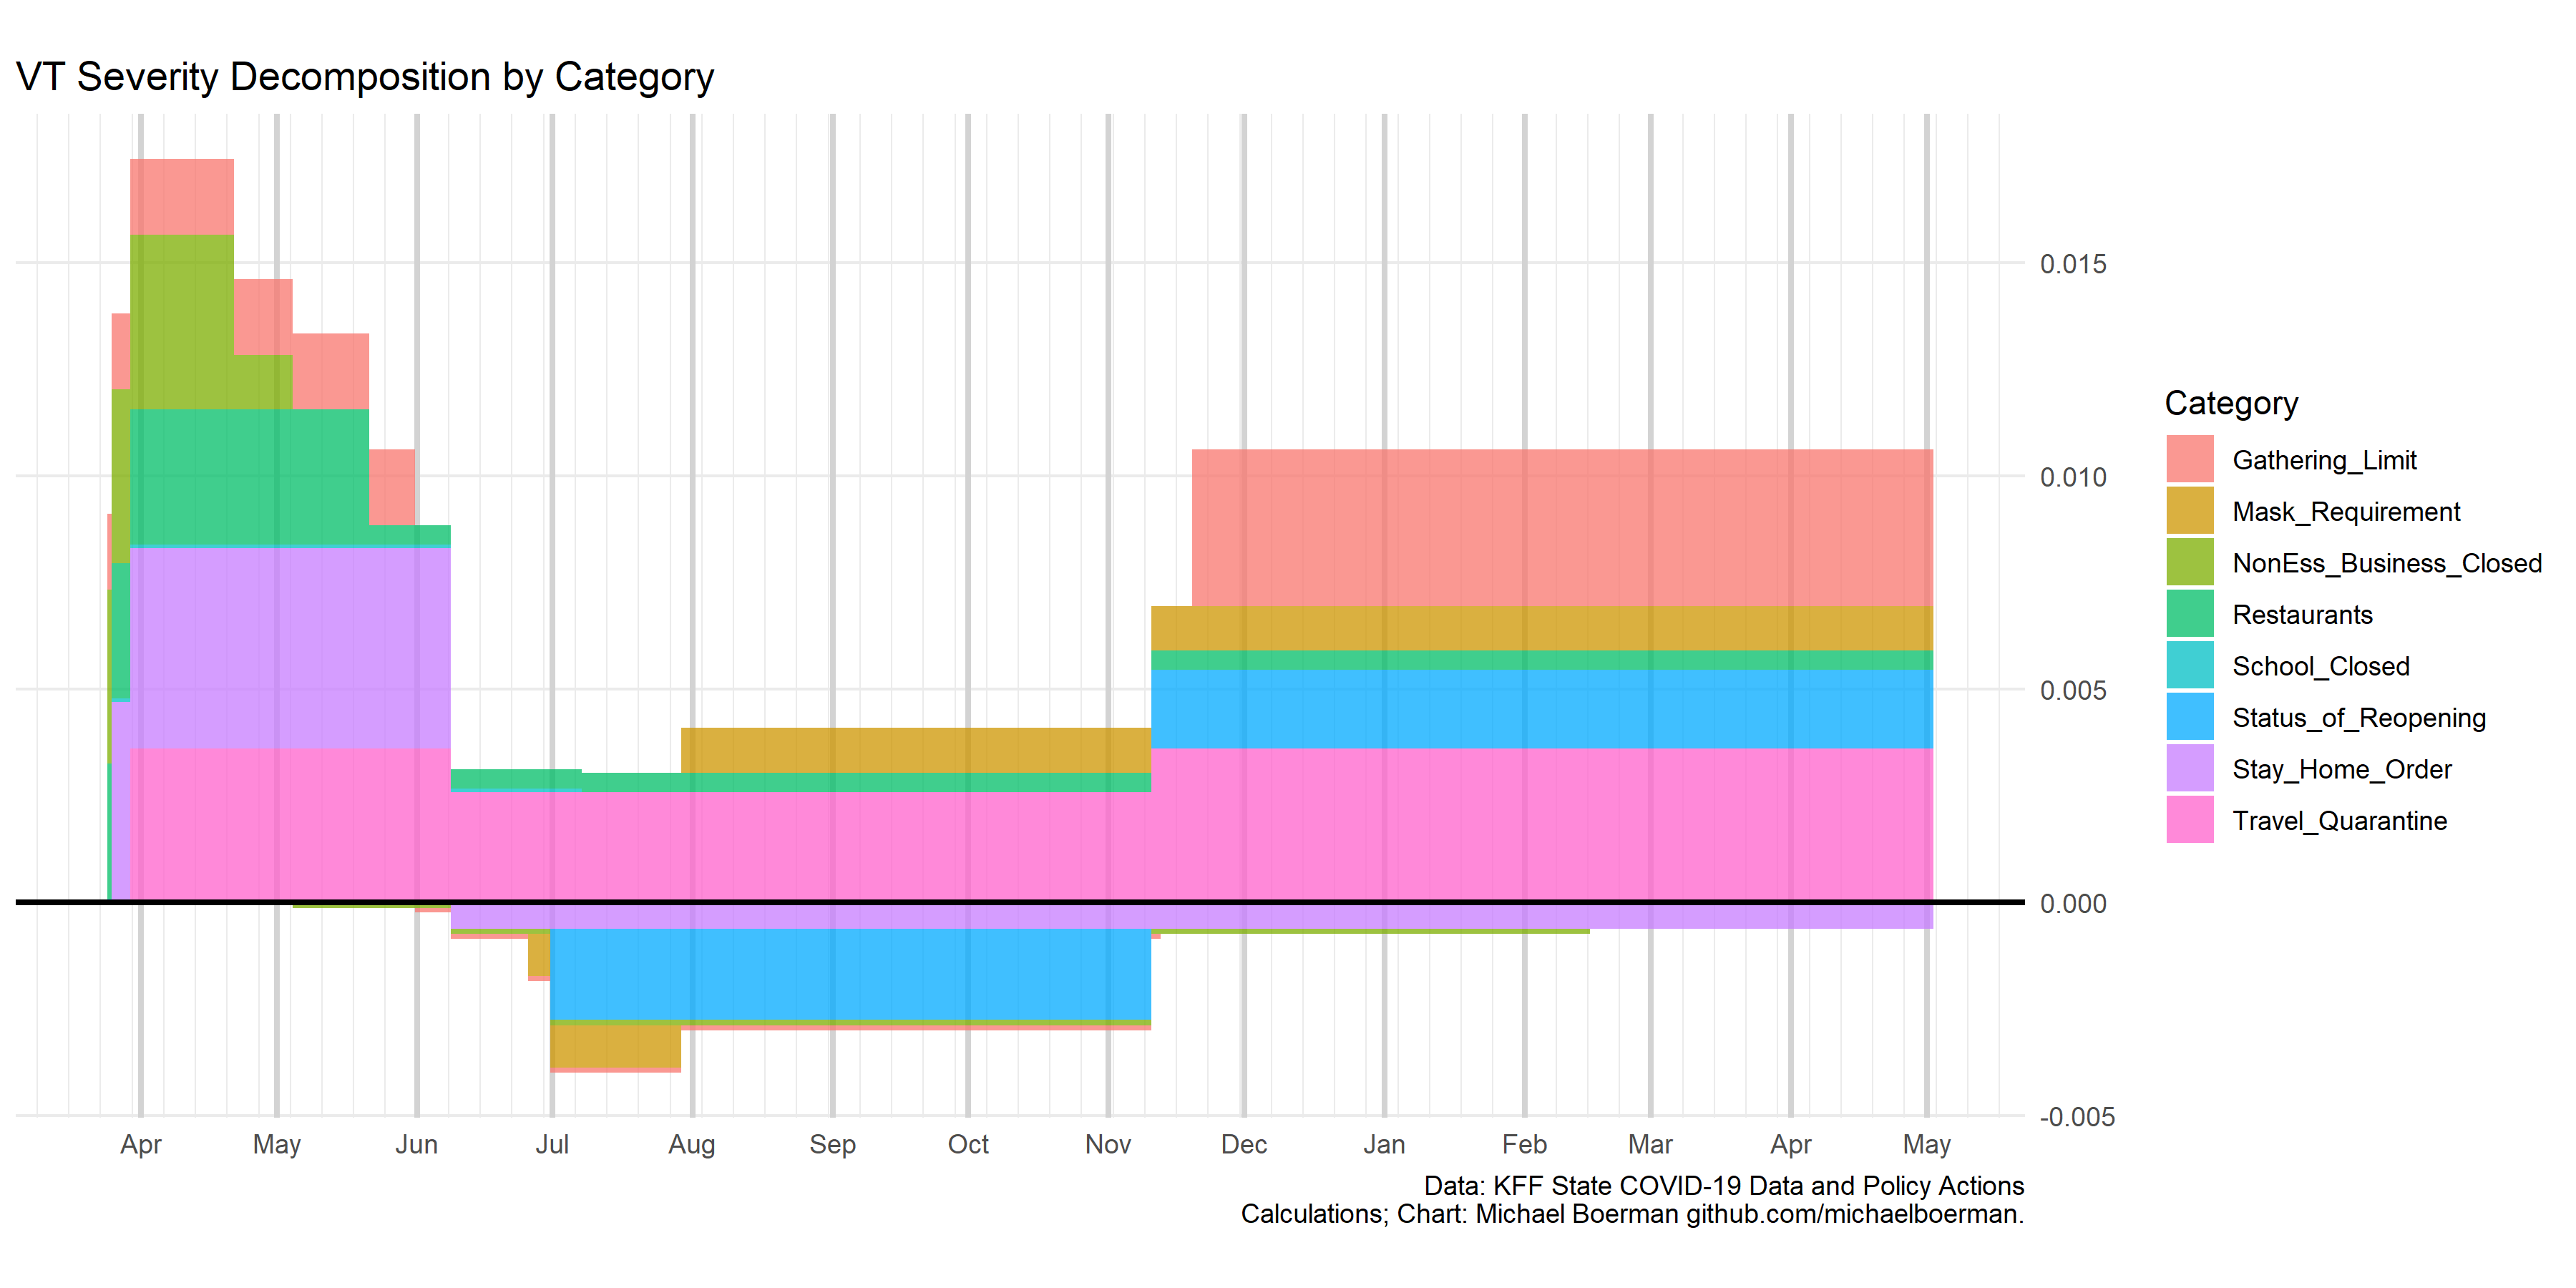 VT Severity Decomposition by Category
0.015
0.010
0.005
0.000
-0.005
Apr May Jun Jul Aug Sep Oct Nov Dec Jan Feb Mar Apr May
Category
Gathering_Limit
Mask_Requirement
NonEss_Business_Closed
Restaurants
School_Closed
Status_of_Reopening
Stay_Home_Order
Travel_Quarantine
Data: KFF State COVID-19 Data and Policy Actions
Calculations; Chart: Michael Boerman github.com/michaelboerman.